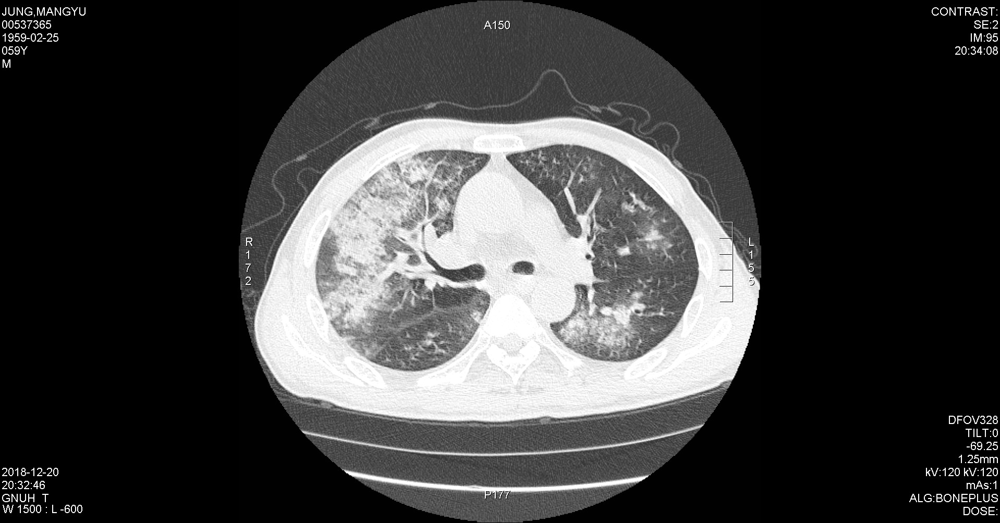 JUNG,MANGYU
00537365
1959-02-25
059Y
M
A150
CONTRAST:
SE:2
IM:95
20:34:08
R
1
7
2
L
1
5
5
2018-12-20
20:32:46
GNUH T
W 1500 : L -600
P177
DFOV328
TILT:0
-69.25
1.25mm
kV:120 kV:120
mAs:1
ALG:BONEPLUS
DOSE: